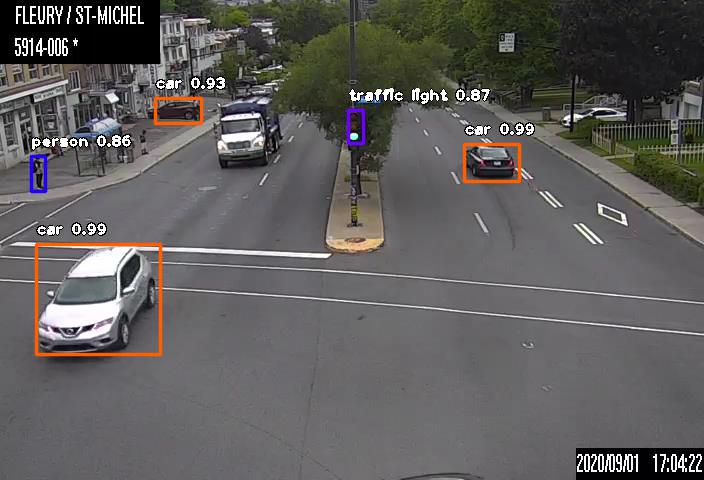 FLEURY / ST-MICHEL
5914-006 *
car 0.93
traffic light 0.87
car 0.99
person 0.86
car 0.99
2020/09/01 17:04:22